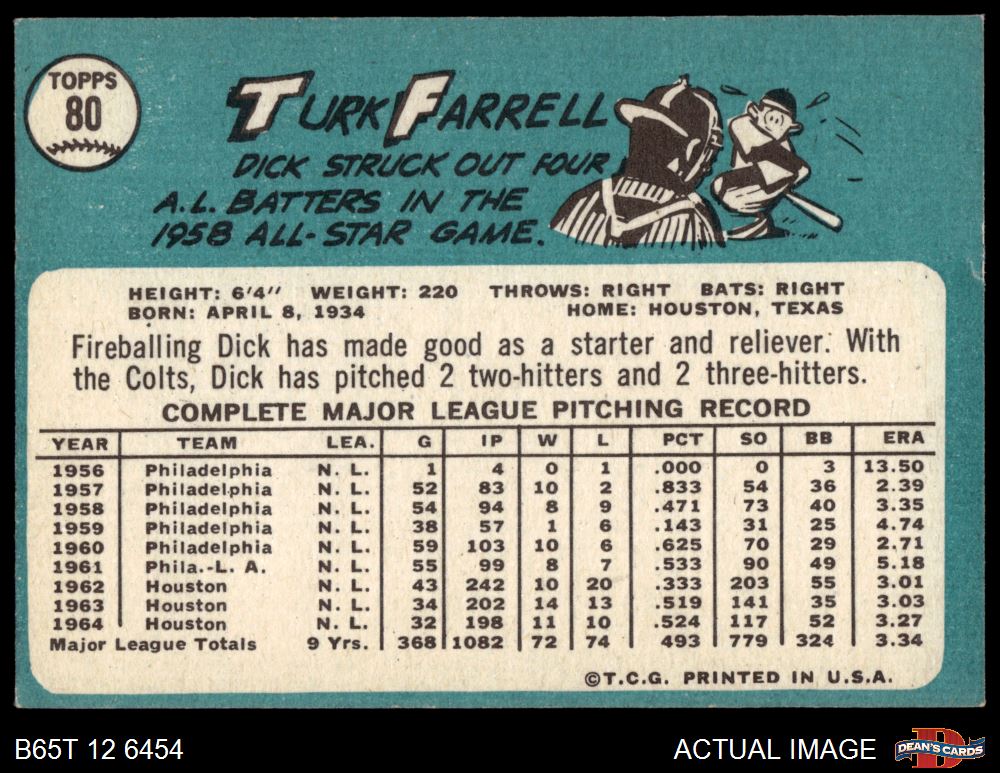 TOPPS
80
TURK FARRELL
DICK STRUCK OUT FOUR
A.L. BATTERS IN THE
1958 ALL-STAR GAME.
HEIGHT: 6'4" WEIGHT: 220 THROWS: RIGHT BATS: RIGHT
BORN: APRIL 8, 1934 HOME: HOUSTON, TEXAS
Fireballing Dick has made good as a starter and reliever. With
the Colts, Dick has pitched 2 two-hitters and 2 three-hitters.
COMPLETE MAJOR LEAGUE PITCHING RECORD
YEAR TEAM LEA. G IP W L PCT SO BB ERA
1956 Philadelphia N. L. 1 4 0 1 .000 0 3 13.50
1957 Philadelphia N. L. 52 83 10 2 .833 54 36 2.39
1958 Philadelphia N. L. 54 94 8 9 .471 73 40 3.35
1959 Philadelphia N. L. 38 57 1 6 .143 31 25 4.74
1960 Philadelphia N. L. 59 103 10 6 .625 70 29 2.71
1961 Phila.-L. A. N. L. 55 99 8 7 .533 90 49 5.18
1962 Houston N. L. 43 242 10 20 .333 203 55 3.01
1963 Houston N. L. 34 202 14 13 .519 141 35 3.03
1964 Houston N. L. 32 198 11 10 .524 117 52 3.27
Major League Totals 9 Yrs. 368 1082 72 74 493 779 324 3.34
©T.C.G. PRINTED IN U.S.A.
B65T 12 6454 ACTUAL IMAGE DEAN'S CARDS